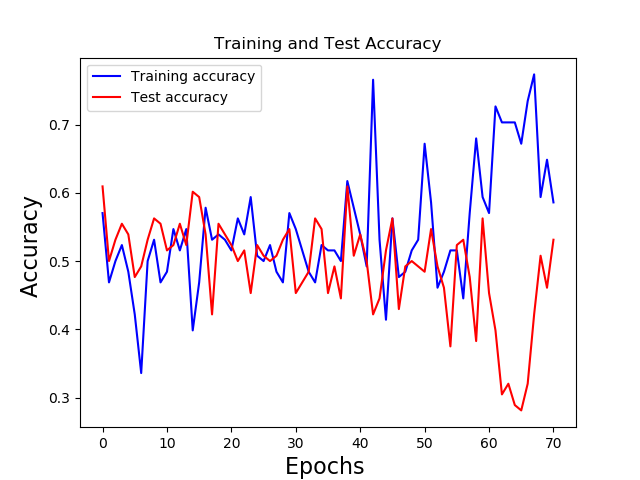 Training and Test Accuracy
Training accuracy
Test accuracy
Accuracy
0.7
0.6
0.5
0.4
0.3
0 10 20 30 40 50 60 70
Epochs